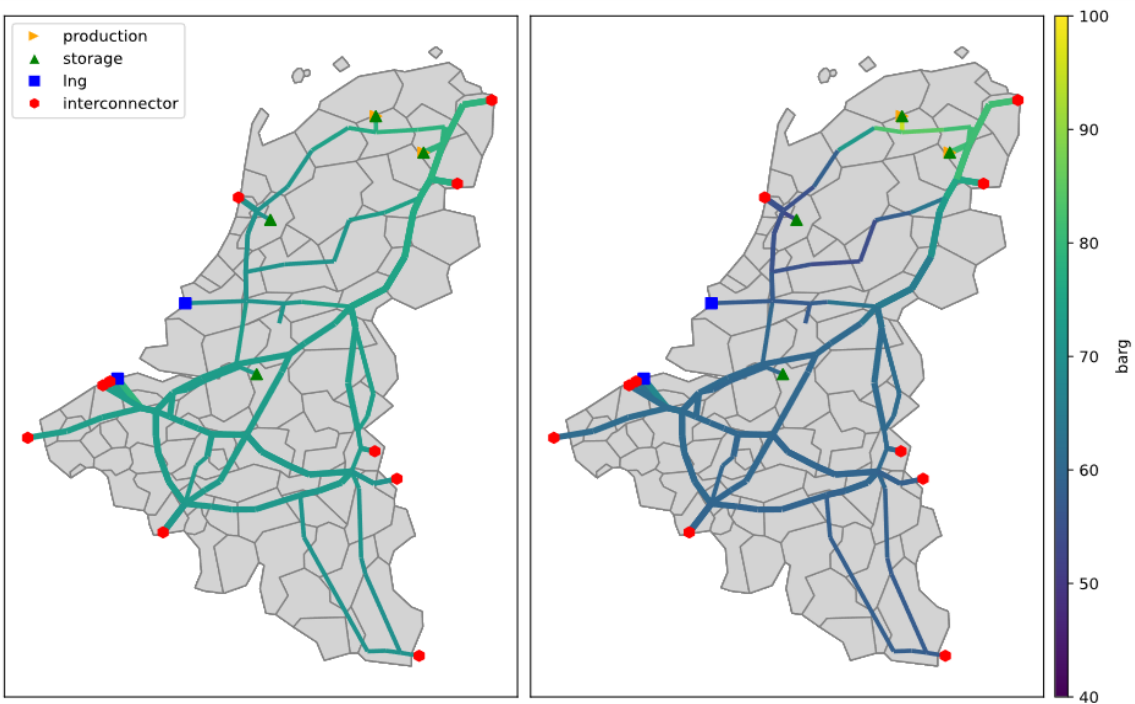 production
storage
lng
interconnector
100
90
80
70
60
50
40
barg